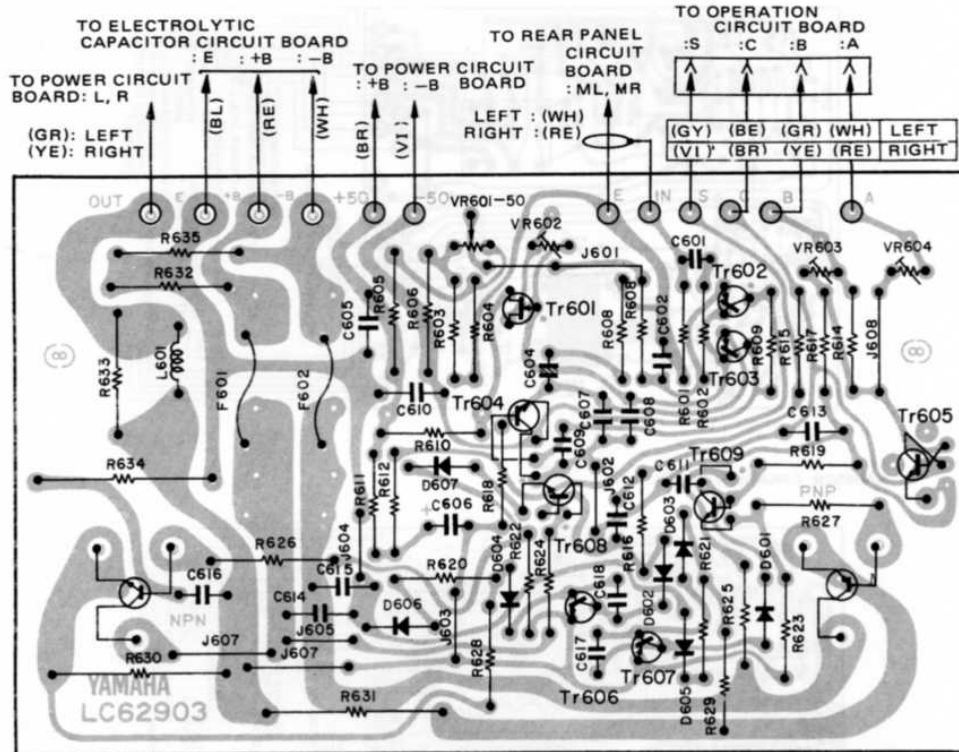 TO ELECTROLYTIC
CAPACITOR CIRCUIT BOARD
: E : +B : -B
TO POWER CIRCUIT
BOARD: L, R
(GR): LEFT
(YE): RIGHT
(BL)
(RE)
(WH)
TO POWER CIRCUIT
: +B : -B BOARD
(BR)
(VI)
TO REAR PANEL
CIRCUIT
BOARD
: ML, MR
LEFT : (WH)
RIGHT : (RE)
TO OPERATION
CIRCUIT BOARD
:S :C :B :A
(GY) (BE) (GR) (WH) LEFT
(VI) (BR) (YE) (RE) RIGHT
OUT E +B -B +50 -50 E IN S C B A
VR601-50
VR602
J601
C601
VR603
VR604
R635
R632
C605
R605
R606
R603
R604
Tr601
R608
R608
C602
Tr602
R609
R615
R617
R614
J608
(8)
R633
L601
F601
F602
C604
Tr603
(8)
C610
Tr604
C607
C608
R601
R602
C613
Tr605
R634
R610
C609
R619
D607
R611
R612
C606
R618
J602
C612
C611
Tr609
PNP
R627
Tr608
D603
R626
J604
C615
R620
D604
R622
R624
R616
R621
D601
C616
C614
D606
C618
D602
R625
R623
NPN
J605
J603
J607
J607
R628
C617
Tr607
R630
Tr606
D605
R629
YAMAHA
LC62903
R631